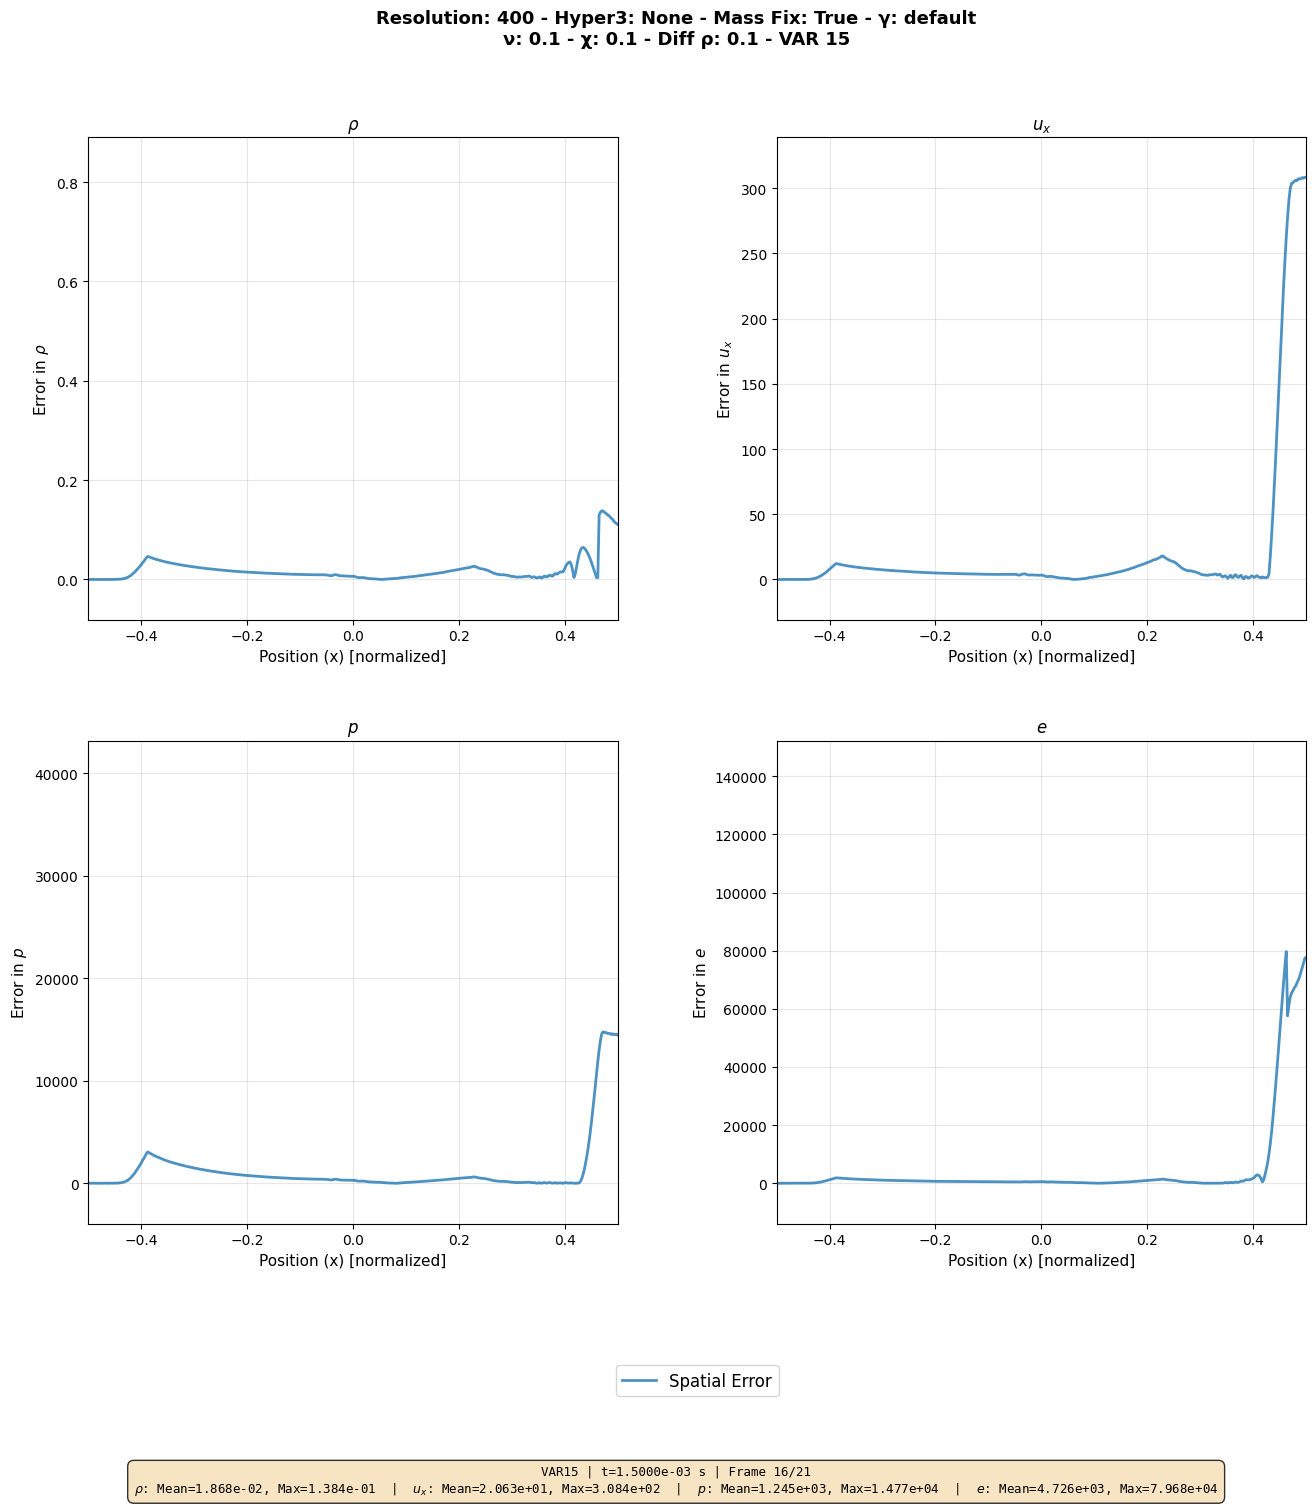 Resolution: 400 - Hyper3: None - Mass Fix: True - γ: default
ν: 0.1 - χ: 0.1 - Diff ρ: 0.1 - VAR 15
ρ
Error in ρ
0.8
0.6
0.4
0.2
0.0
−0.4 −0.2 0.0 0.2 0.4
Position (x) [normalized]
u_x
Error in u_x
300
250
200
150
100
50
0
−0.4 −0.2 0.0 0.2 0.4
Position (x) [normalized]
p
Error in p
40000
30000
20000
10000
0
−0.4 −0.2 0.0 0.2 0.4
Position (x) [normalized]
e
Error in e
140000
120000
100000
80000
60000
40000
20000
0
−0.4 −0.2 0.0 0.2 0.4
Position (x) [normalized]
Spatial Error
VAR15 | t=1.5000e-03 s | Frame 16/21
ρ: Mean=1.868e-02, Max=1.384e-01 | u_x: Mean=2.063e+01, Max=3.084e+02 | p: Mean=1.245e+03, Max=1.477e+04 | e: Mean=4.726e+03, Max=7.968e+04